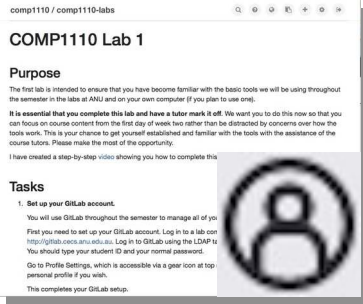 comp1110 / comp1110-labs
COMP1110 Lab 1
Purpose
The first lab is intended to ensure that you have become familiar with the basic tools we will be using throughout
the semester in the labs at ANU and on your own computer (if you plan to use one).
It is essential that you complete this lab and have a tutor mark it off. We want you to do this now so that you
can focus on course content from the first day of week two rather than be distracted by concerns over how the
tools work. This is your chance to get yourself established and familiar with the tools with the assistance of the
course tutors. Please make the most of the opportunity.
I have created a step-by-step video showing you how to complete this
Tasks
1. Set up your GitLab account.
You will use GitLab throughout the semester to manage all of yo
First you need to set up your GitLab account. Log in to a lab con
http://gitlab.cecs.anu.edu.au. Log in to GitLab using the LDAP ta
You should type your student ID and your normal password.
Go to Profile Settings, which is accessible via a gear icon at top
personal profile if you wish.
This completes your GitLab setup.